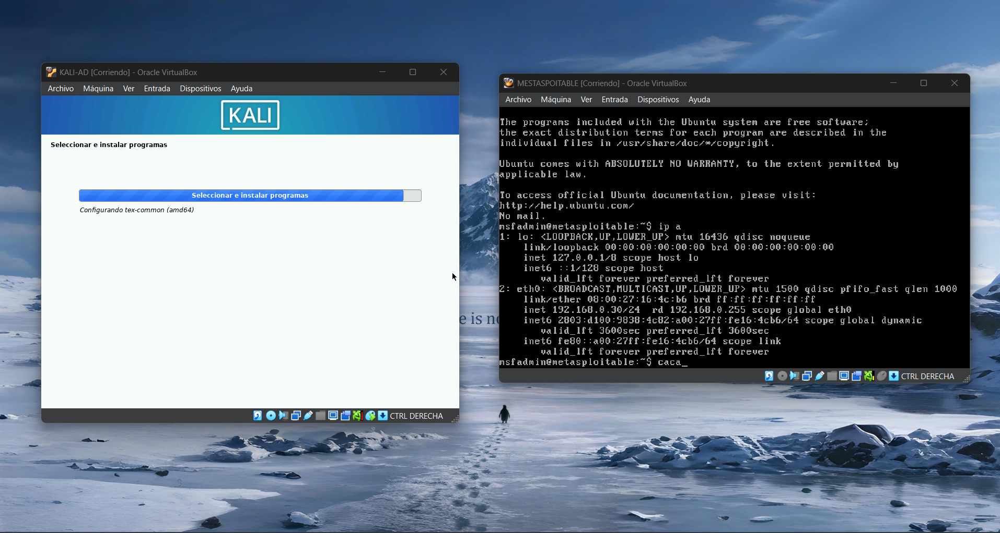 KALI-AD [Corriendo] - Oracle VirtualBox
Archivo Máquina Ver Entrada Dispositivos Ayuda
KALI
Seleccionar e instalar programas
Seleccionar e instalar programas
Configurando tex-common (amd64)
CTRL DERECHA
e is no
MESTASPOITABLE [Corriendo] - Oracle VirtualBox
Archivo Máquina Ver Entrada Dispositivos Ayuda
The programs included with the Ubuntu system are free software;
the exact distribution terms for each program are described in the
individual files in /usr/share/doc/*/copyright.
Ubuntu comes with ABSOLUTELY NO WARRANTY, to the extent permitted by
applicable law.
To access official Ubuntu documentation, please visit:
http://help.ubuntu.com/
No mail.
msfadmin@metasploitable:~$ ip a
1: lo: <LOOPBACK,UP,LOWER_UP> mtu 16436 qdisc noqueue
link/loopback 00:00:00:00:00:00 brd 00:00:00:00:00:00
inet 127.0.0.1/8 scope host lo
inet6 ::1/128 scope host
valid_lft forever preferred_lft forever
2: eth0: <BROADCAST,MULTICAST,UP,LOWER_UP> mtu 1500 qdisc pfifo_fast qlen 1000
link/ether 08:00:27:16:4c:b6 brd ff:ff:ff:ff:ff:ff
inet 192.168.0.30/24 rd 192.168.0.255 scope global eth0
inet6 2803:d100:9838:4c82:a00:27ff:fe16:4cb6/64 scope global dynamic
valid_lft 3600sec preferred_lft 3600sec
inet6 fe80::a00:27ff:fe16:4cb6/64 scope link
valid_lft forever preferred_lft forever
msfadmin@metasploitable:~$ caca_
CTRL DERECHA